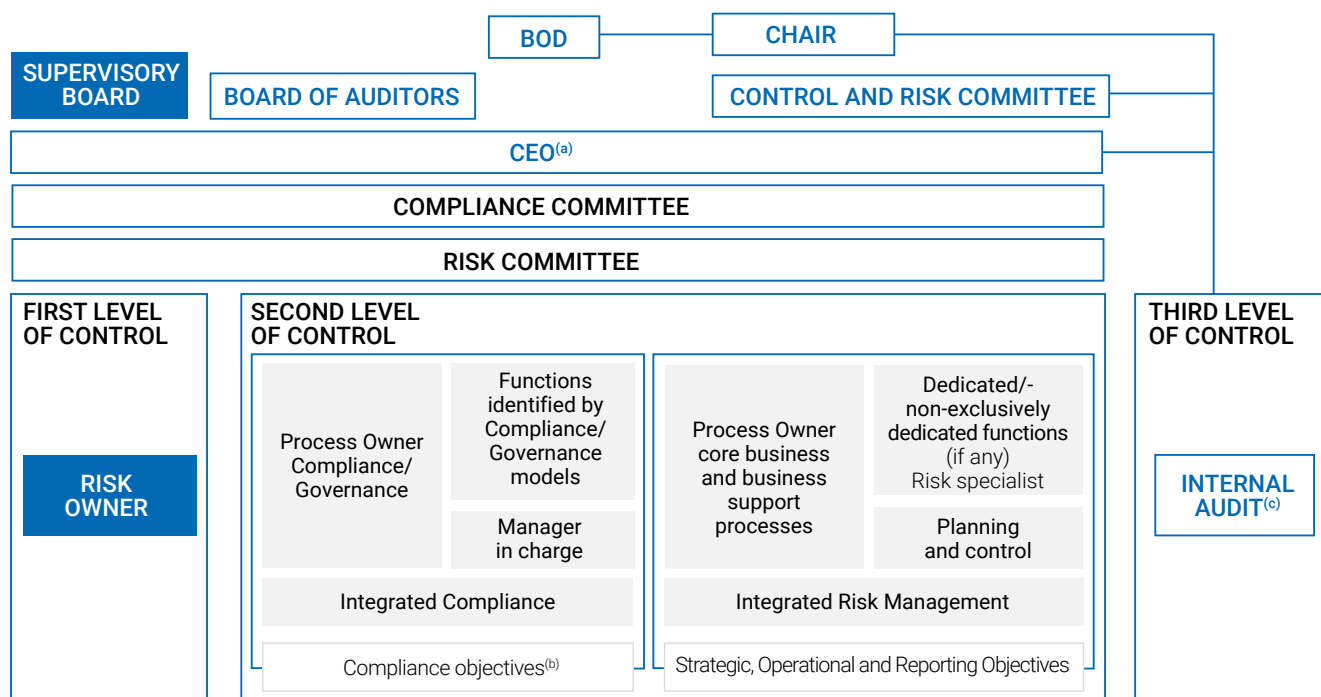 BOD
CHAIR
SUPERVISORY
BOARD
BOARD OF AUDITORS
CONTROL AND RISK COMMITTEE
CEO(a)
COMPLIANCE COMMITTEE
RISK COMMITTEE
FIRST LEVEL
OF CONTROL
RISK
OWNER
SECOND LEVEL
OF CONTROL
Process Owner
Compliance/
Governance
Functions
identified by
Compliance/
Governance
models
Manager
in charge
Integrated Compliance
Compliance objectives(b)
Process Owner
core business
and business
support
processes
Dedicated/-
non-exclusively
dedicated functions
(if any)
Risk specialist
Planning
and control
Integrated Risk Management
Strategic, Operational and Reporting Objectives
THIRD LEVEL
OF CONTROL
INTERNAL
AUDIT(c)